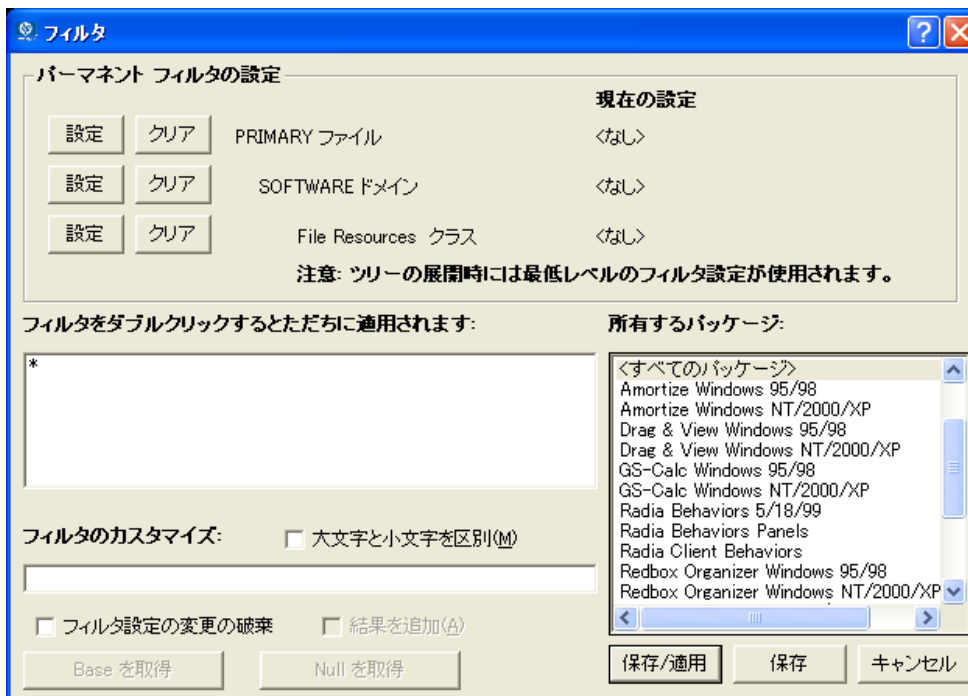 フィルタ
パーマネント フィルタの設定
現在の設定
設定 クリア PRIMARY ファイル <なし>
設定 クリア SOFTWARE ドメイン <なし>
設定 クリア File Resources クラス <なし>
注意: ツリーの展開時には最低レベルのフィルタ設定が使用されます。
フィルタをダブルクリックするとただちに適用されます:
*
フィルタのカスタマイズ: 大文字と小文字を区別(M)
フィルタ設定の変更の破棄 結果を追加(A)
Base を取得 Null を取得
所有するパッケージ:
<すべてのパッケージ>
Amortize Windows 95/98
Amortize Windows NT/2000/XP
Drag & View Windows 95/98
Drag & View Windows NT/2000/XP
GS-Calc Windows 95/98
GS-Calc Windows NT/2000/XP
Radia Behaviors 5/18/99
Radia Behaviors Panels
Radia Client Behaviors
Redbox Organizer Windows 95/98
Redbox Organizer Windows NT/2000/XP
保存/適用 保存 キャンセル